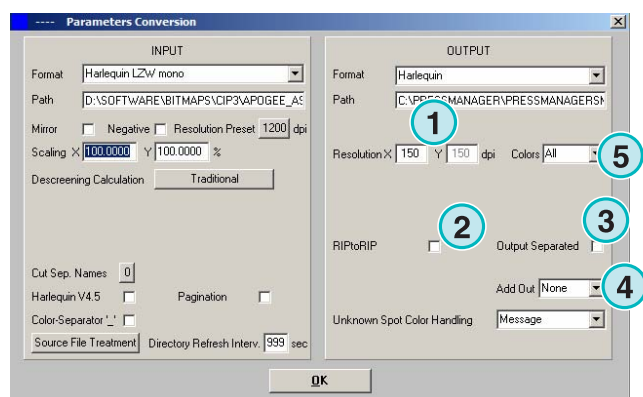 ---- Parameters Conversion
INPUT
Format Harlequin LZW mono
Path D:\SOFTWARE\BITMAPS\CIP3\APOGEE_AS
Mirror Negative Resolution Preset 1200 dpi
Scaling X 100.0000 Y 100.0000 %
Descreening Calculation Traditional
Cut Sep. Names 0
Harlequin V4.5 Pagination
Color-Separator '_'
Source File Treatment Directory Refresh Interv. 999 sec
OUTPUT
Format Harlequin
Path C:\PRESSMANAGER\PRESSMANAGERSN
1
Resolution X 150 Y 150 dpi Colors All 5
2 3
RIPtoRIP Output Separated
Add Out None 4
Unknown Spot Color Handling Message
OK